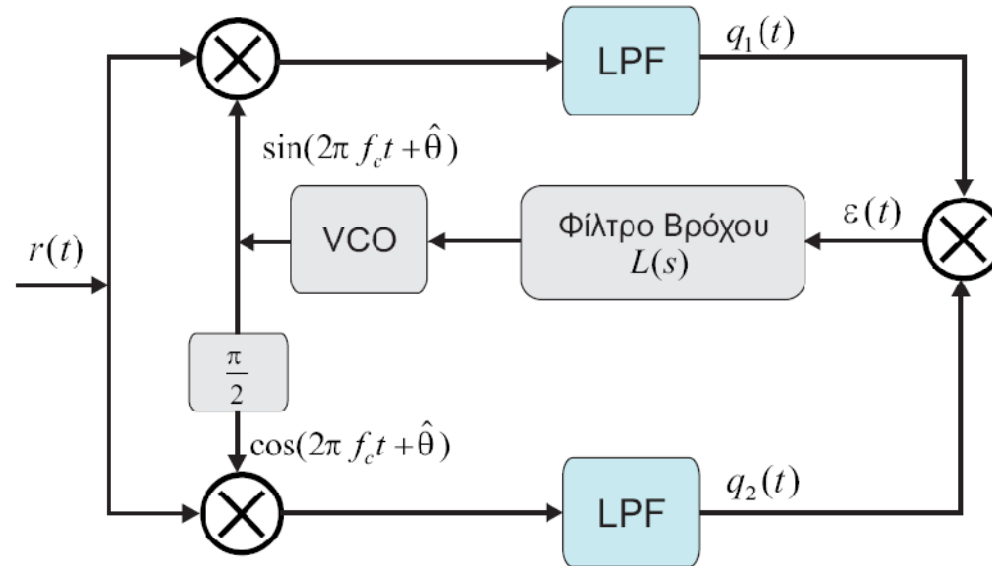 LPF
q₁(t)
sin(2π f_c t + θ̂)
r(t)
VCO
Φίλτρο Βρόχου
L(s)
ε(t)
π
2
cos(2π f_c t + θ̂)
LPF
q₂(t)